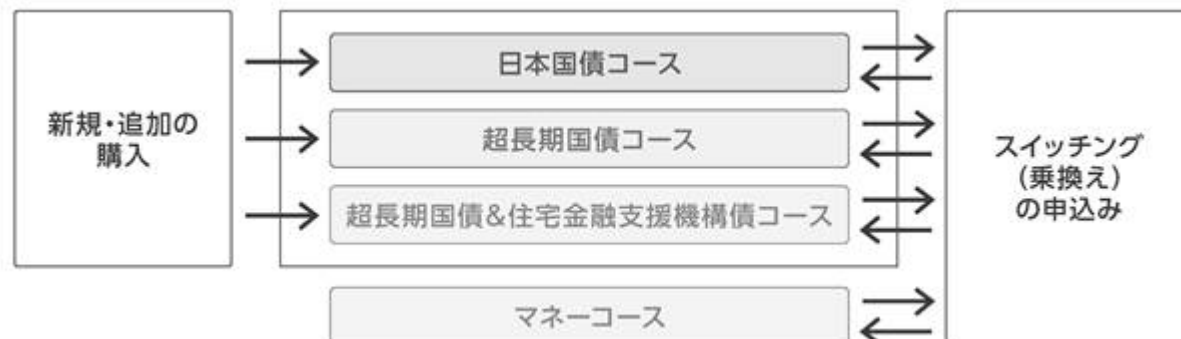 新規・追加の
購入
日本国債コース
超長期国債コース
超長期国債&住宅金融支援機構債コース
マネーコース
スイッチング
(乗換え)
の申込み